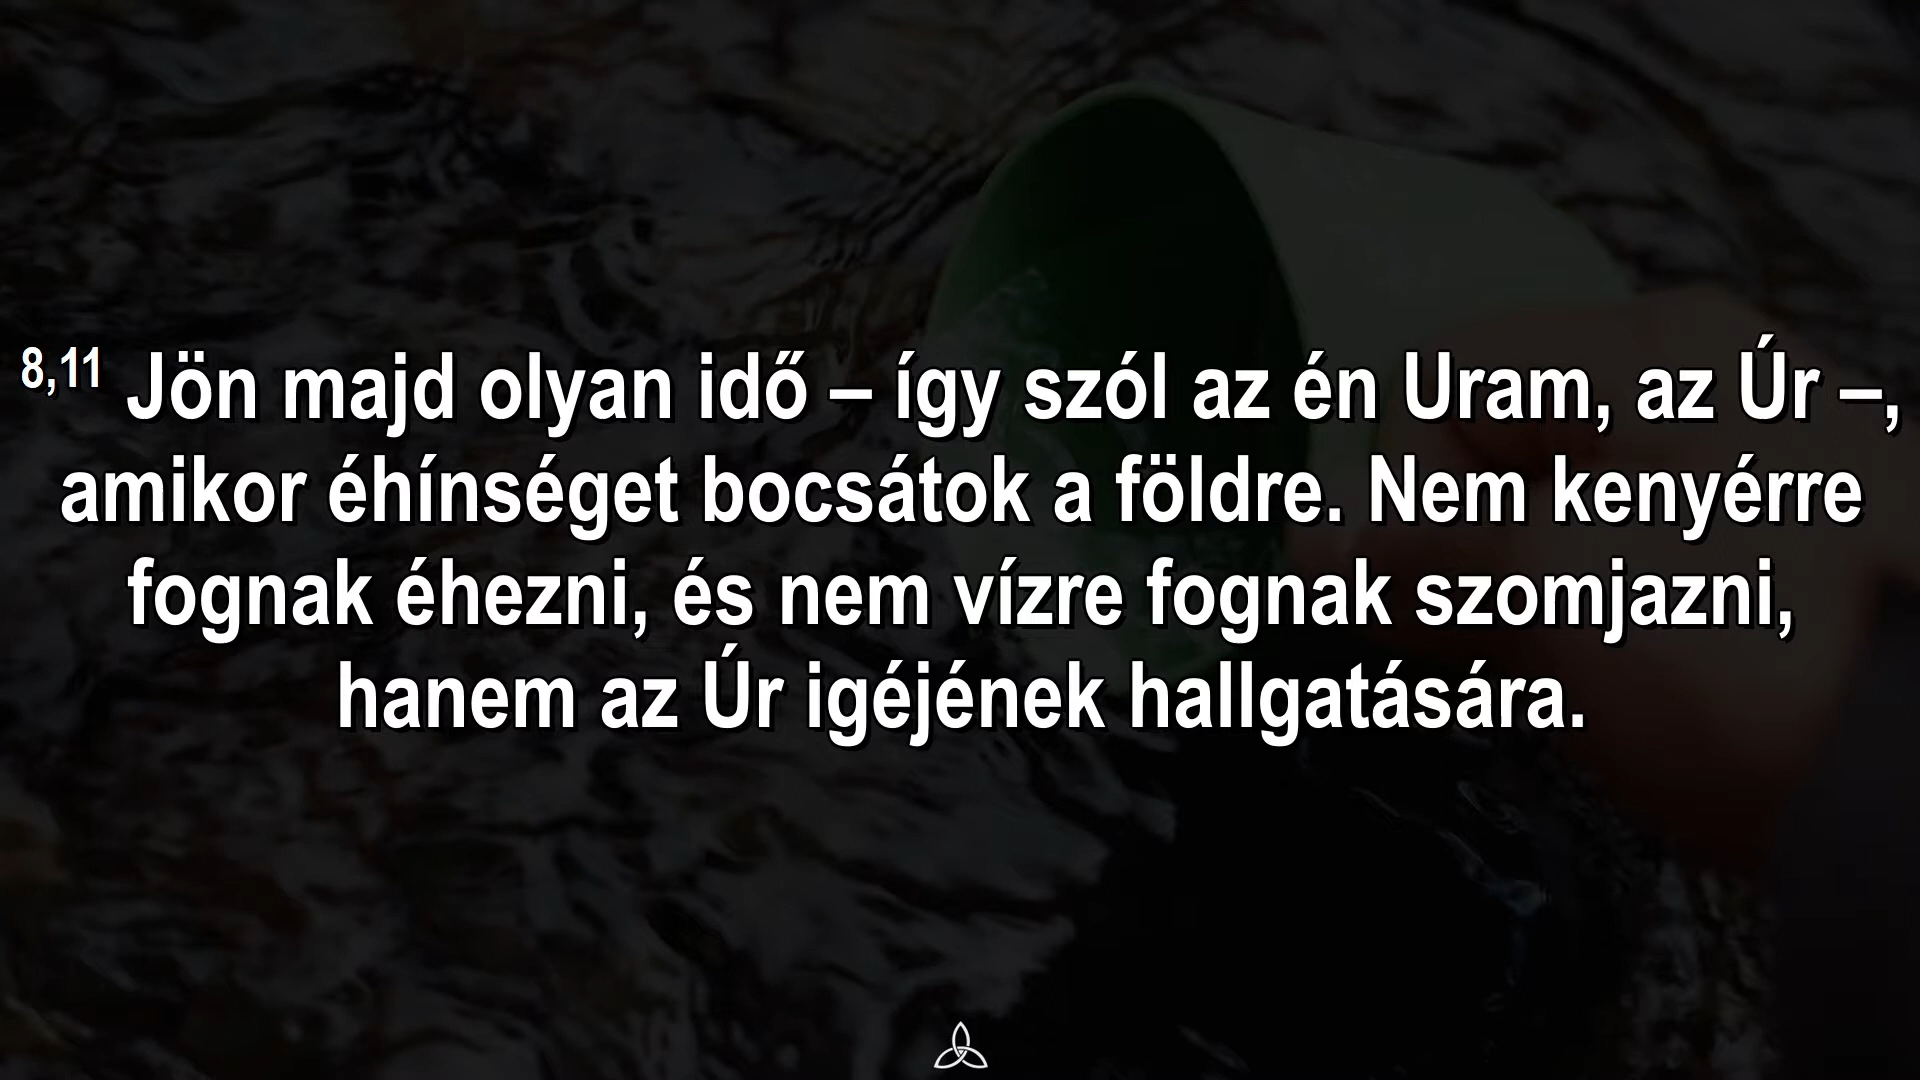 8,11 Jön majd olyan idő – így szól az én Uram, az Úr –,
amikor éhínséget bocsátok a földre. Nem kenyérre
fognak éhezni, és nem vízre fognak szomjazni,
hanem az Úr igéjének hallgatására.